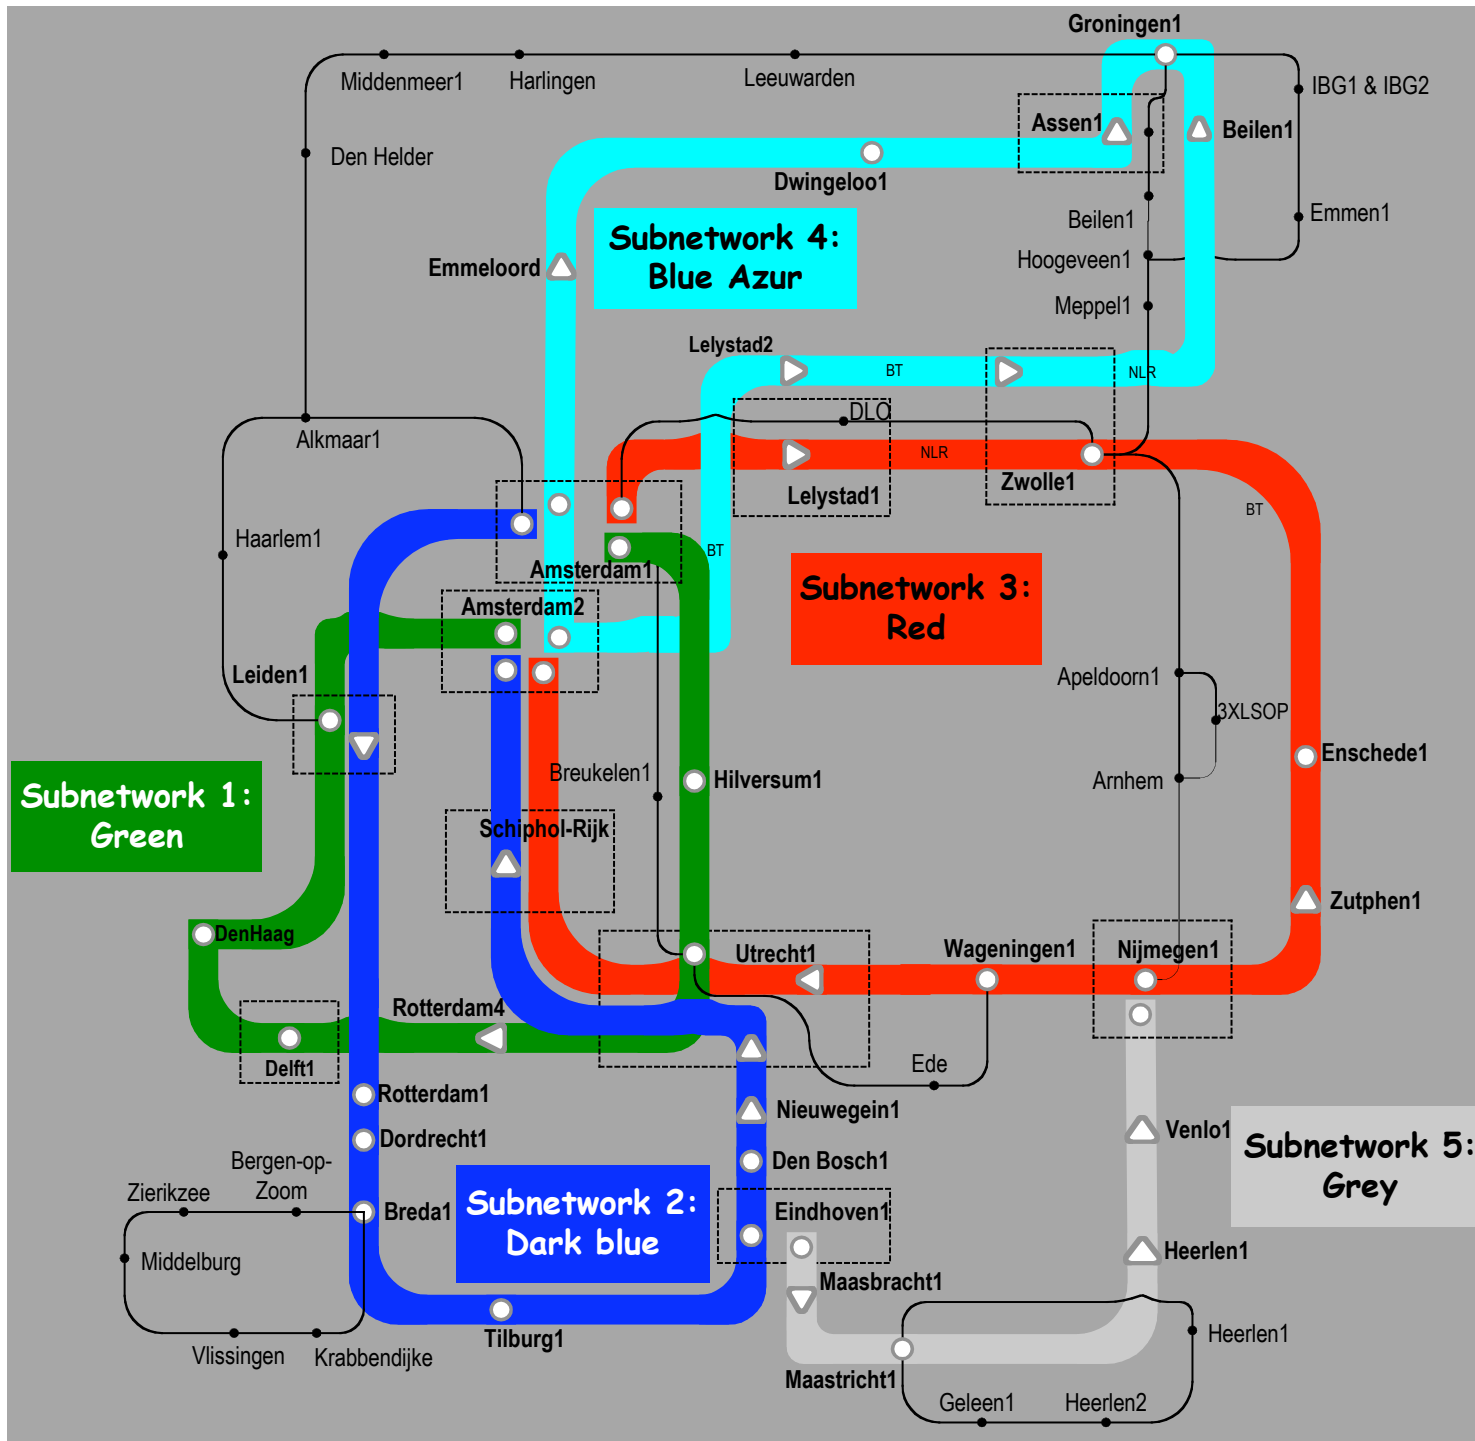 Groningen1
Middenmeer1
Harlingen
Leeuwarden
IBG1 & IBG2
Assen1
Beilen1
Den Helder
Dwingeloo1
Beilen1
Emmen1
Subnetwork 4:
Blue Azur
Emmeloord
Hoogeveen1
Meppel1
Lelystad2
BT
NLR
DLO
Alkmaar1
NLR
Lelystad1
Zwolle1
BT
Haarlem1
BT
Amsterdam1
Subnetwork 3:
Red
Amsterdam2
Leiden1
Apeldoorn1
3XLSOP
Enschede1
Breukelen1
Hilversum1
Arnhem
Subnetwork 1:
Green
Schiphol-Rijk
Zutphen1
DenHaag
Utrecht1
Wageningen1
Nijmegen1
Rotterdam4
Delft1
Ede
Rotterdam1
Nieuwegein1
Venlo1
Dordrecht1
Subnetwork 5:
Grey
Bergen-op-
Zoom
Den Bosch1
Zierikzee
Breda1
Subnetwork 2:
Dark blue
Eindhoven1
Middelburg
Heerlen1
Maasbracht1
Tilburg1
Heerlen1
Vlissingen
Krabbendijke
Maastricht1
Geleen1
Heerlen2